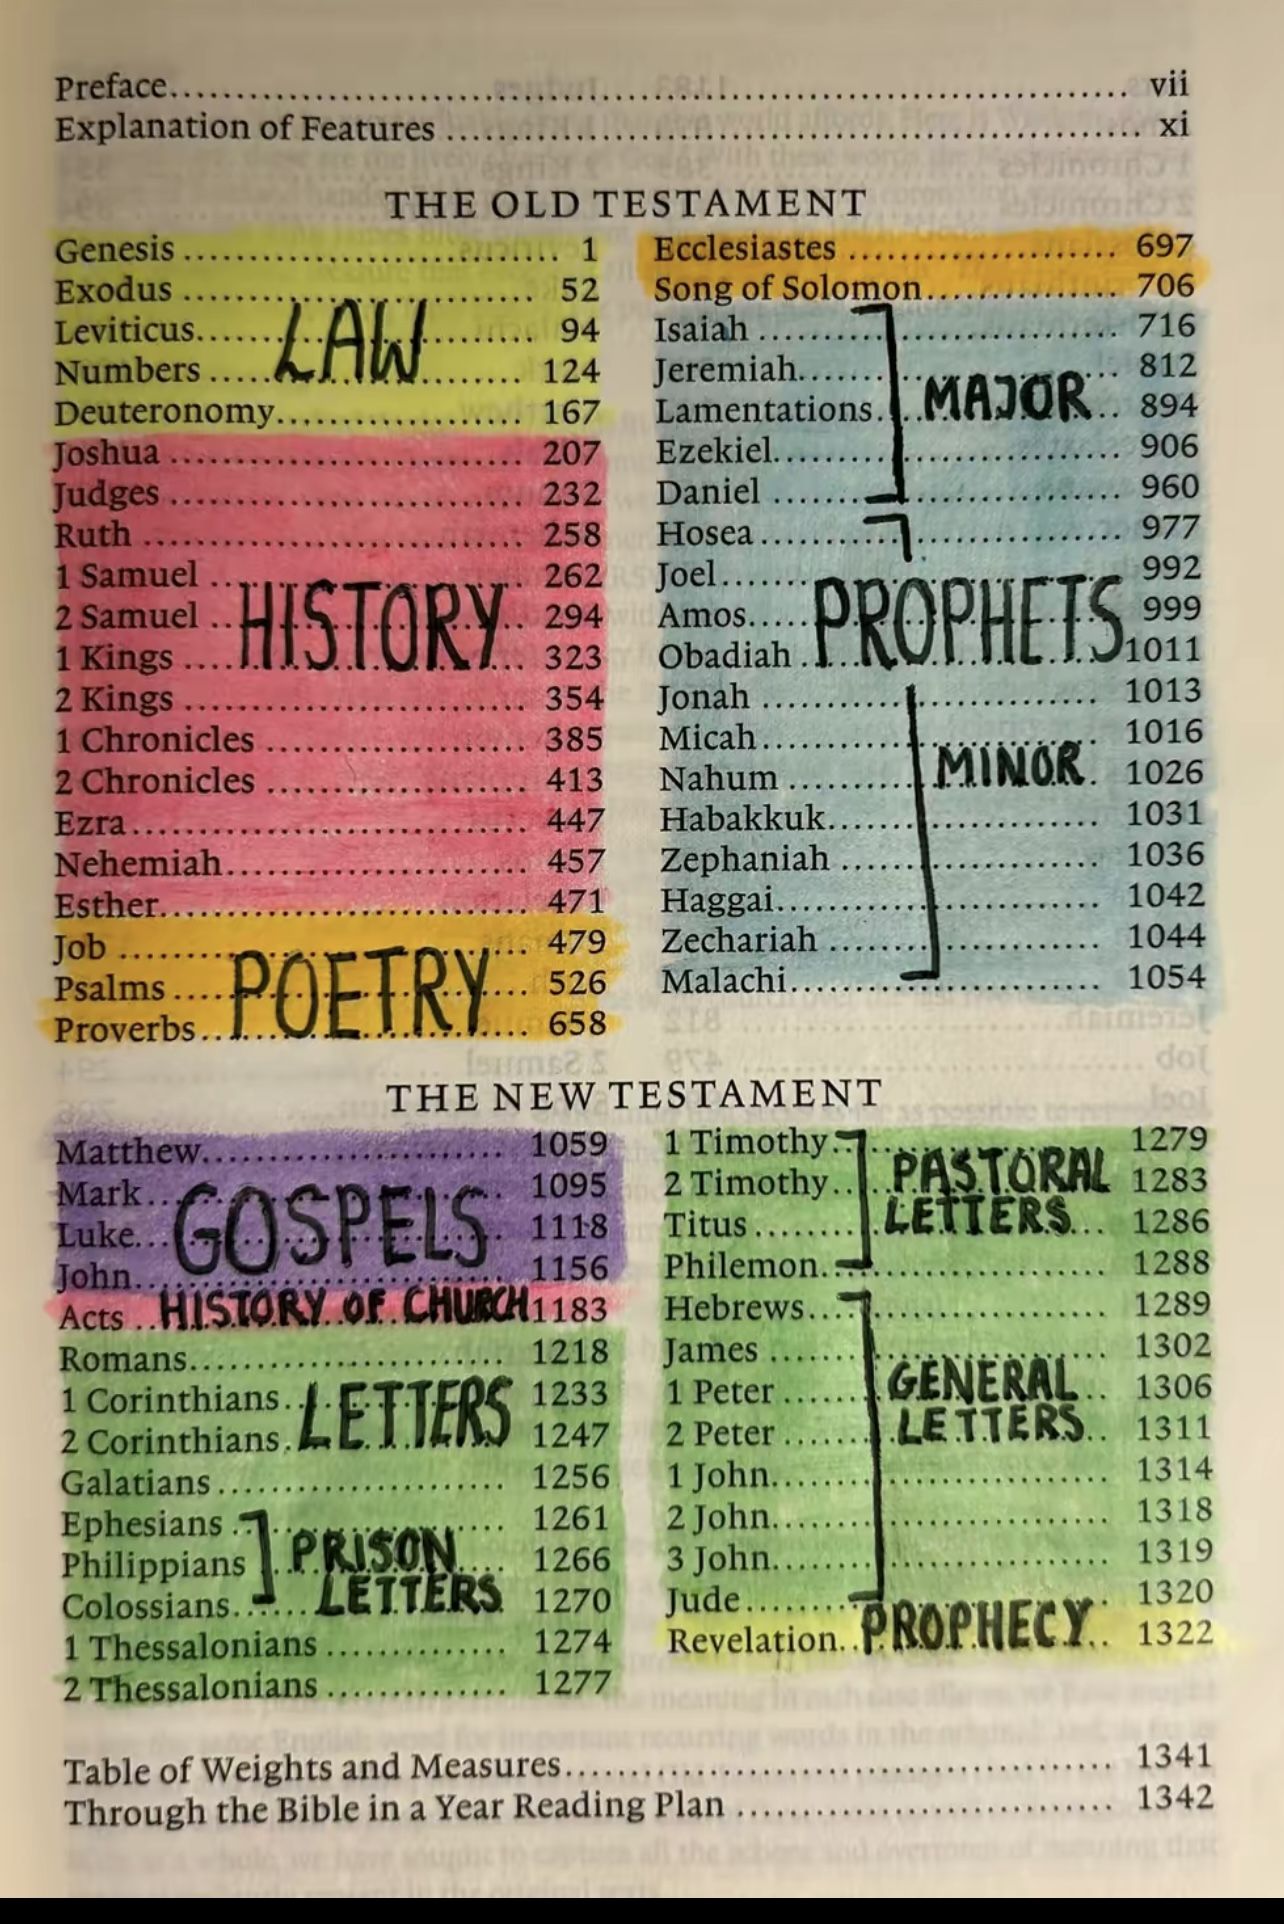 Preface.......... vii
Explanation of Features .......... xi
THE OLD TESTAMENT
Genesis .......... 1
Exodus .......... 52
Leviticus.......... 94
Numbers .......... 124
Deuteronomy.......... 167
LAW
Joshua .......... 207
Judges .......... 232
Ruth .......... 258
1 Samuel .......... 262
2 Samuel .......... 294
1 Kings .......... 323
2 Kings .......... 354
1 Chronicles .......... 385
2 Chronicles .......... 413
Ezra.......... 447
Nehemiah.......... 457
Esther.......... 471
HISTORY
Job .......... 479
Psalms .......... 526
Proverbs.......... 658
POETRY
Ecclesiastes .......... 697
Song of Solomon.......... 706
Isaiah .......... 716
Jeremiah.......... 812
Lamentations.......... 894
Ezekiel.......... 906
Daniel .......... 960
MAJOR
Hosea.......... 977
Joel.......... 992
Amos.......... 999
Obadiah .......... 1011
PROPHETS
Jonah .......... 1013
Micah.......... 1016
Nahum .......... 1026
Habakkuk.......... 1031
Zephaniah .......... 1036
Haggai.......... 1042
Zechariah .......... 1044
Malachi.......... 1054
MINOR
THE NEW TESTAMENT
Matthew.......... 1059
Mark.......... 1095
Luke.......... 1118
John.......... 1156
GOSPELS
Acts .. HISTORY OF CHURCH 1183
Romans.......... 1218
1 Corinthians.......... 1233
2 Corinthians.......... 1247
LETTERS
Galatians .......... 1256
Ephesians .......... 1261
Philippians 1266
Colossians.......... 1270
PRISON
LETTERS
1 Thessalonians .......... 1274
2 Thessalonians .......... 1277
1 Timothy.......... 1279
2 Timothy.......... 1283
Titus .......... 1286
Philemon.......... 1288
PASTORAL
LETTERS
Hebrews.......... 1289
James .......... 1302
1 Peter .......... 1306
2 Peter .......... 1311
1 John.......... 1314
2 John.......... 1318
3 John.......... 1319
Jude.......... 1320
GENERAL
LETTERS
Revelation.. PROPHECY.. 1322
Table of Weights and Measures.......... 1341
Through the Bible in a Year Reading Plan .......... 1342